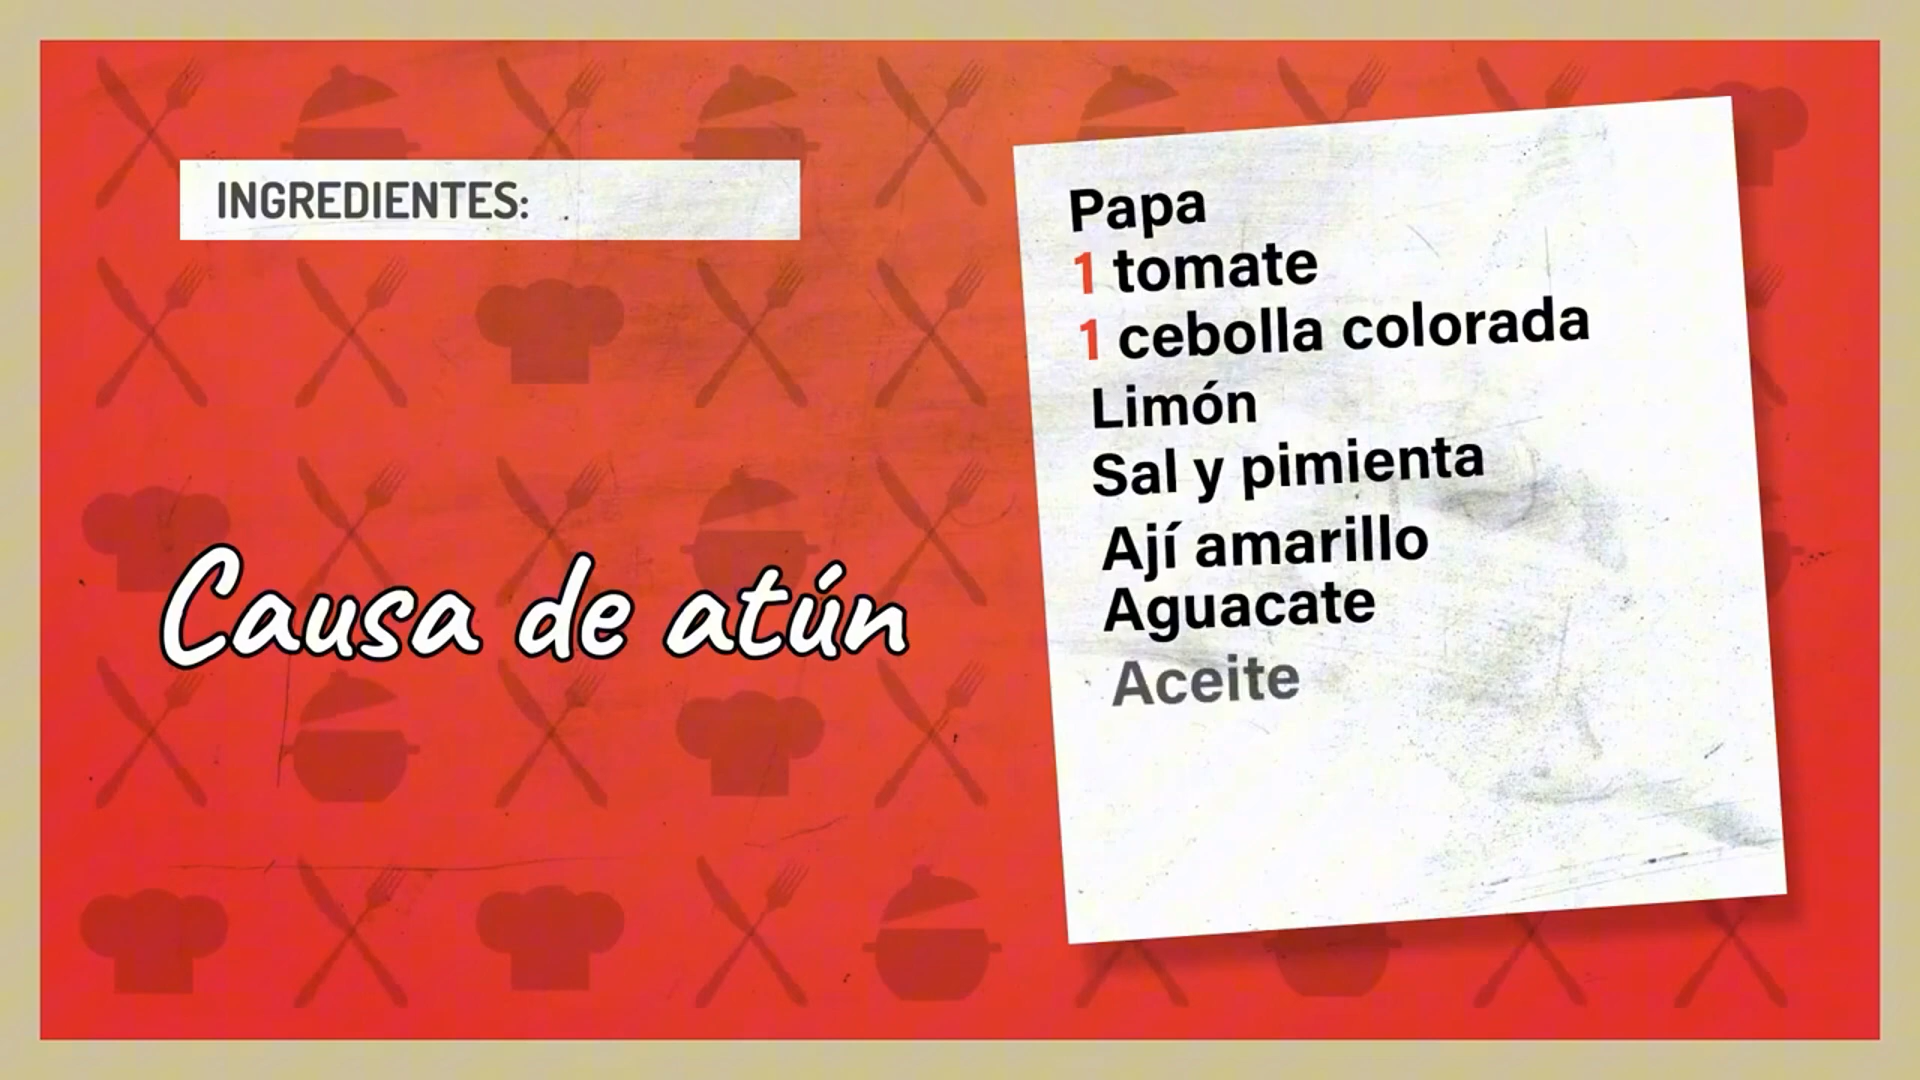 INGREDIENTES:
Causa de atún
Papa
1 tomate
1 cebolla colorada
Limón
Sal y pimienta
Ají amarillo
Aguacate
Aceite